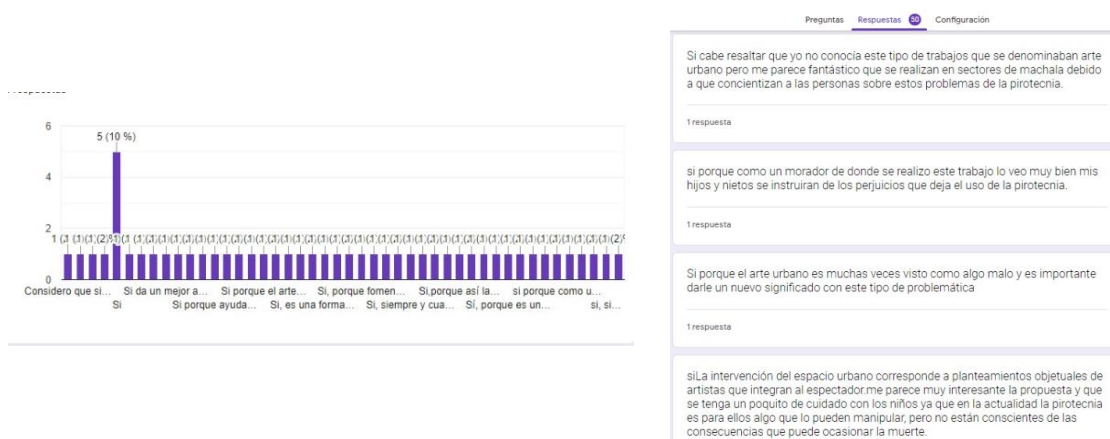 6
5 (10 %)
4
2
0
Considero que si...
Si
Si da un mejor a...
Si porque ayuda...
Si porque el arte...
Si, es una forma...
Si, porque fomen...
Si, siempre y cua...
Si,porque así la...
Sí, porque es un...
si porque como u...
si, si...
Preguntas Respuestas 50 Configuración
Si cabe resaltar que yo no conocía este tipo de trabajos que se denominaban arte
urbano pero me parece fantástico que se realizan en sectores de machala debido
a que concientizan a las personas sobre estos problemas de la pirotecnia.
1 respuesta
si porque como un morador de donde se realizo este trabajo lo veo muy bien mis
hijos y nietos se instruiran de los perjuicios que deja el uso de la pirotecnia.
1 respuesta
Si porque el arte urbano es muchas veces visto como algo malo y es importante
darle un nuevo significado con este tipo de problemática
1 respuesta
siLa intervención del espacio urbano corresponde a planteamientos objetuales de
artistas que integran al espectador.me parece muy interesante la propuesta y que
se tenga un poquito de cuidado con los niños ya que en la actualidad la pirotecnia
es para ellos algo que lo pueden manipular, pero no están conscientes de las
consecuencias que puede ocasionar la muerte.